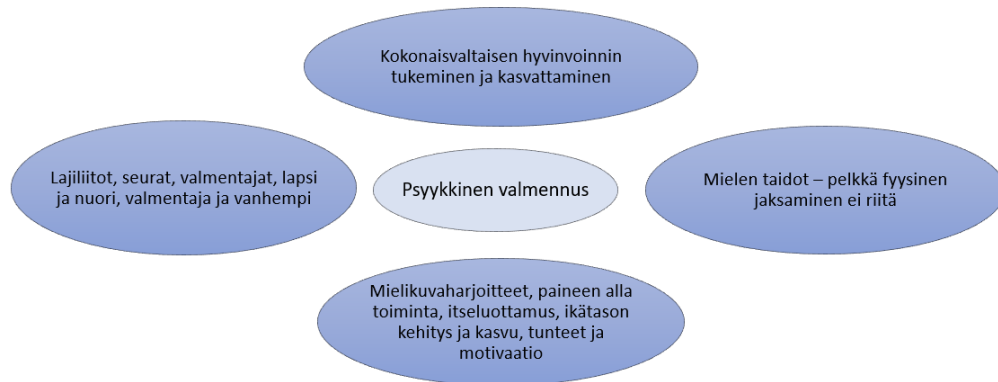 Kokonaisvaltaisen hyvinvoinnin
tukeminen ja kasvattaminen
Lajiliitot, seurat, valmentajat, lapsi
ja nuori, valmentaja ja vanhempi
Psyykkinen valmennus
Mielen taidot – pelkkä fyysinen
jaksaminen ei riitä
Mielikuvaharjoitteet, paineen alla
toiminta, itseluottamus, ikätason
kehitys ja kasvu, tunteet ja
motivaatio